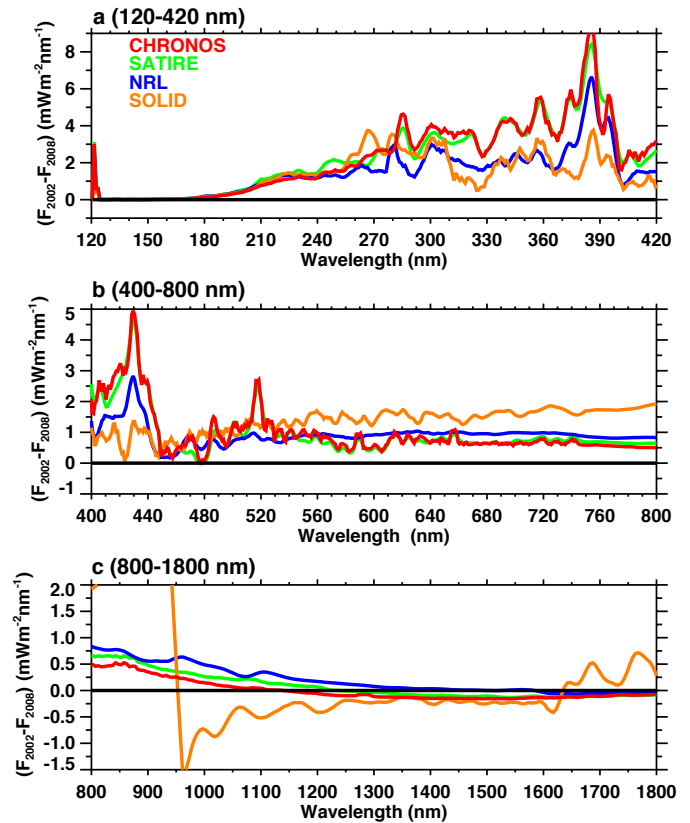 a (120-420 nm)
CHRONOS
SATIRE
NRL
SOLID
(F2002-F2008) (mWm-2nm-1)
8
6
4
2
0
120 150 180 210 240 270 300 330 360 390 420
Wavelength (nm)
b (400-800 nm)
(F2002-F2008) (mWm-2nm-1)
5
4
3
2
1
0
-1
400 440 480 520 560 600 640 680 720 760 800
Wavelength (nm)
c (800-1800 nm)
(F2002-F2008) (mWm-2nm-1)
2.0
1.5
1.0
0.5
0.0
-0.5
-1.0
-1.5
800 900 1000 1100 1200 1300 1400 1500 1600 1700 1800
Wavelength (nm)